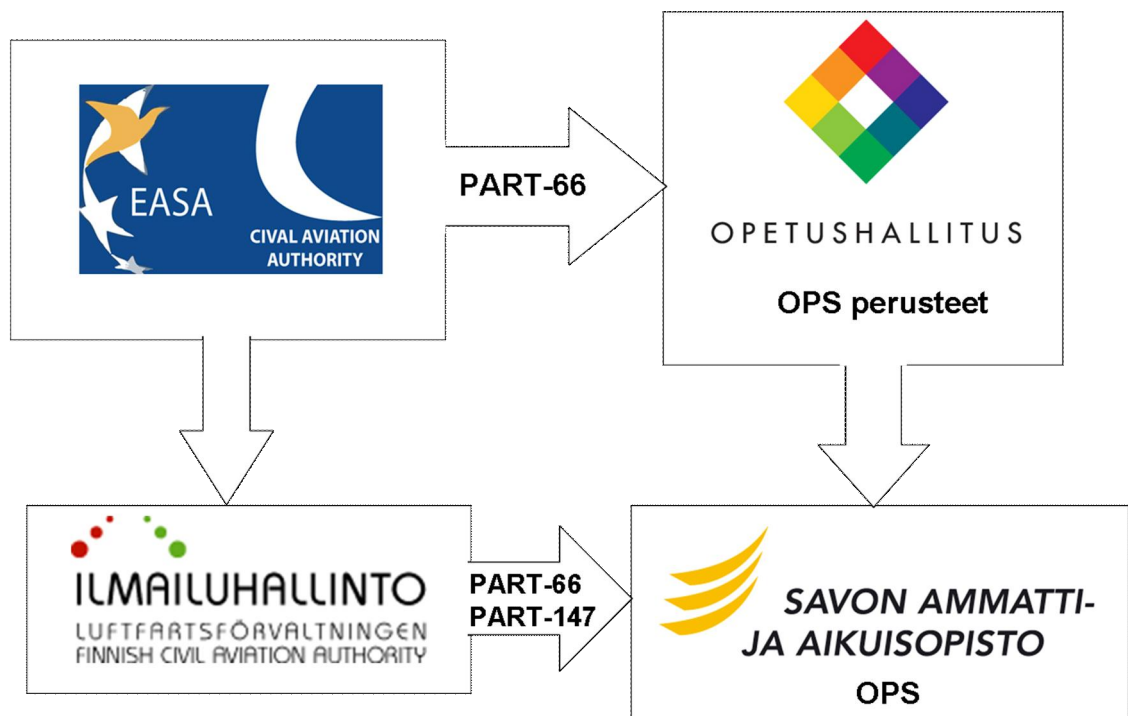 EASA
CIVAL AVIATION
AUTHORITY
PART-66
OPETUSHALLITUS
OPS perusteet
ILMAILUHALLINTO
LUFTFARTSFÖRVALTNINGEN
FINNISH CIVIL AVIATION AUTHORITY
PART-66
PART-147
SAVON AMMATTI-
JA AIKUISOPISTO
OPS